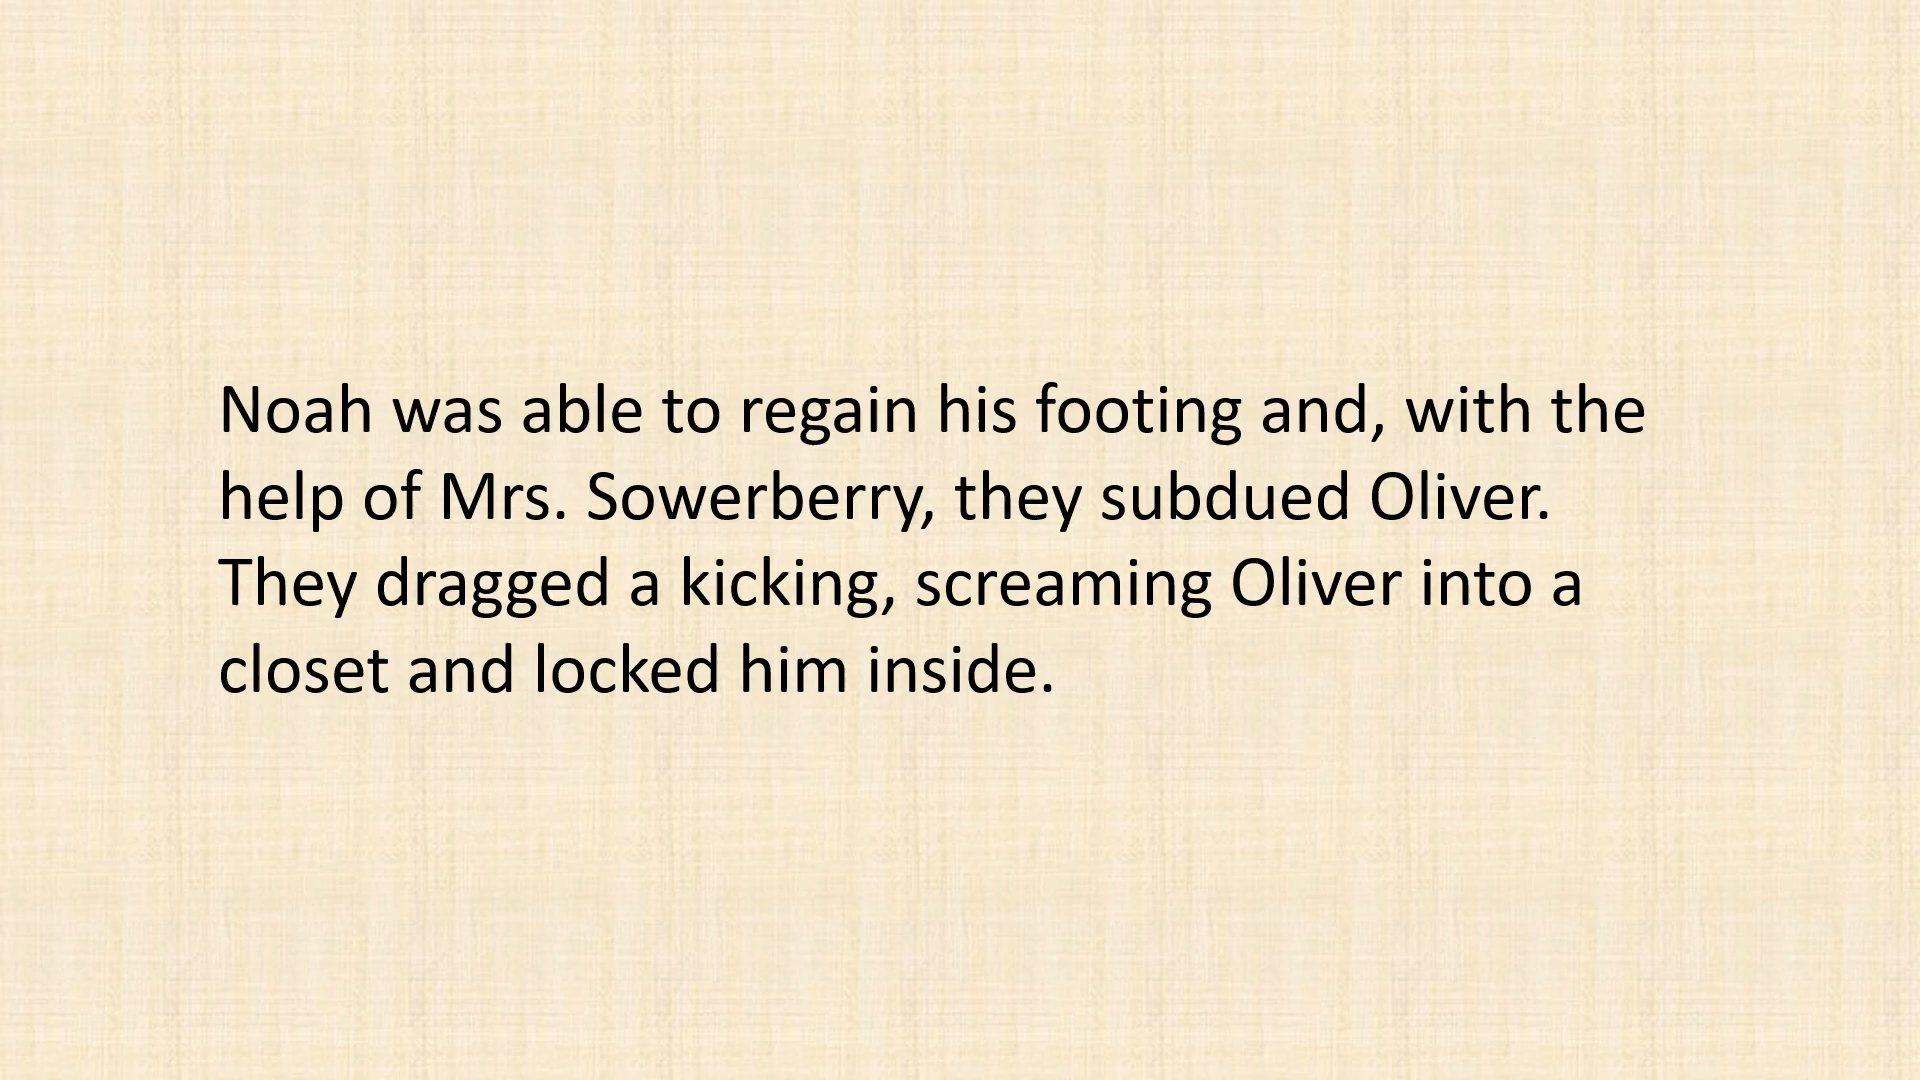 Noah was able to regain his footing and, with the
help of Mrs. Sowerberry, they subdued Oliver.
They dragged a kicking, screaming Oliver into a
closet and locked him inside.